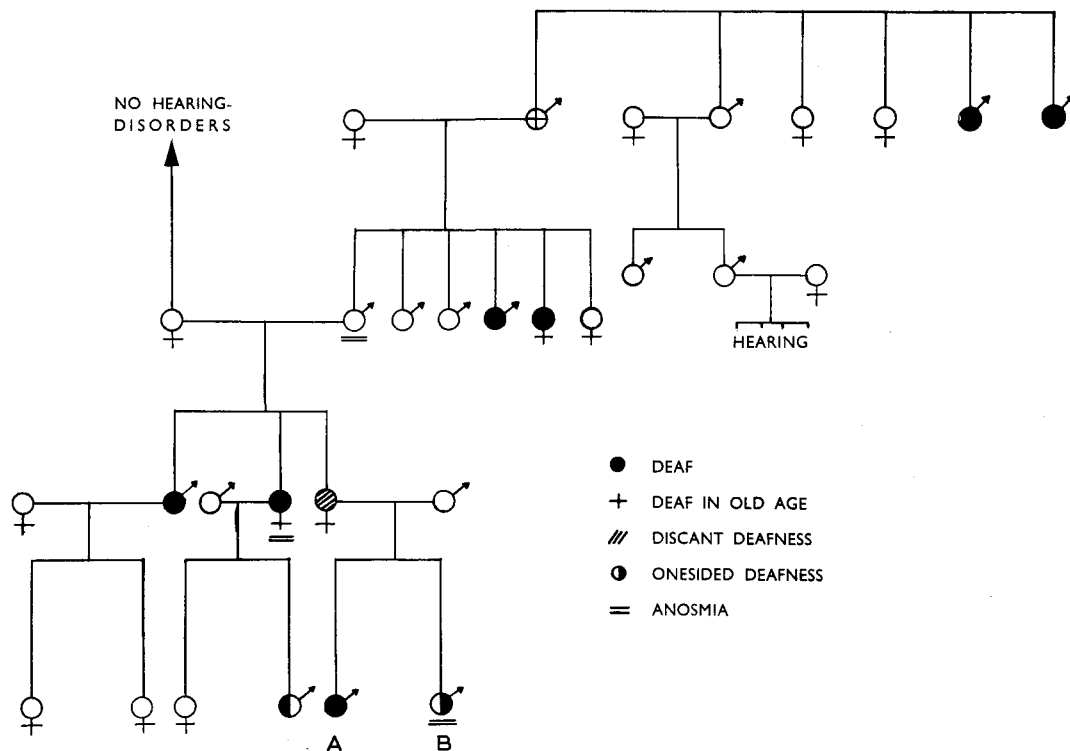 NO HEARING-
DISORDERS
HEARING
DEAF
DEAF IN OLD AGE
DISCANT DEAFNESS
ONESIDED DEAFNESS
ANOSMIA
A B